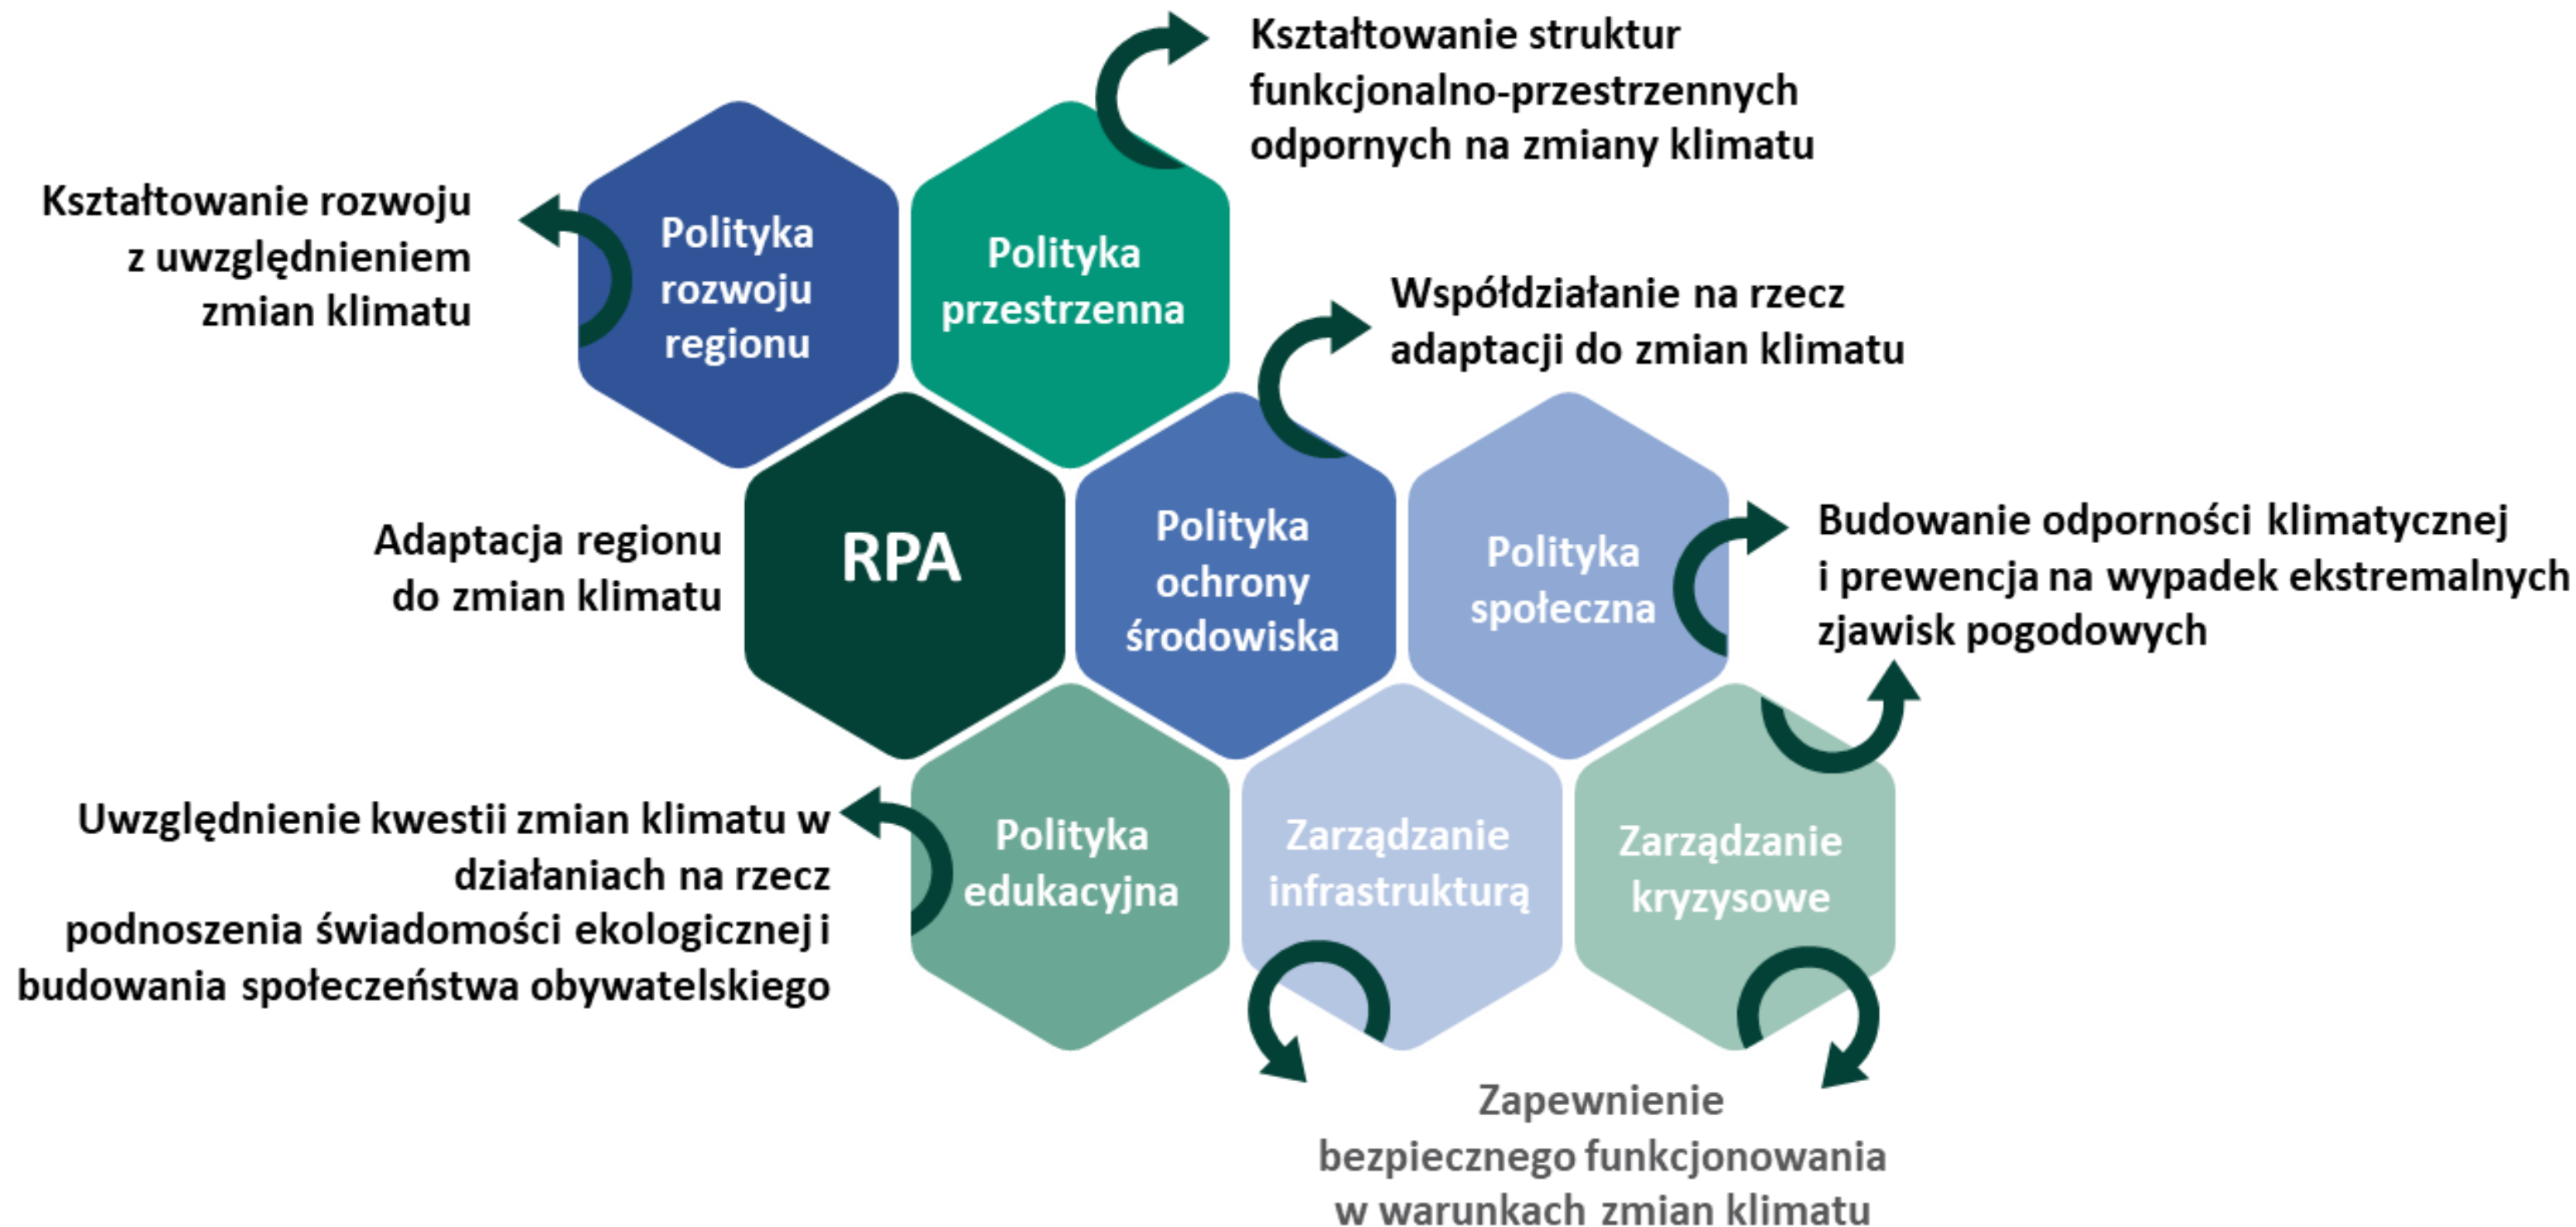 Kształtowanie struktur
funkcjonalno-przestrzennych
odpornych na zmiany klimatu
Kształtowanie rozwoju
z uwzględnieniem
zmian klimatu
Polityka
rozwoju
regionu
Polityka
przestrzenna
Współdziałanie na rzecz
adaptacji do zmian klimatu
Adaptacja regionu
do zmian klimatu
RPA
Polityka
ochrony
środowiska
Polityka
społeczna
Budowanie odporności klimatycznej
i prewencja na wypadek ekstremalnych
zjawisk pogodowych
Uwzględnienie kwestii zmian klimatu w
działaniach na rzecz
podnoszenia świadomości ekologicznej i
budowania społeczeństwa obywatelskiego
Polityka
edukacyjna
Zarządzanie
infrastrukturą
Zarządzanie
kryzysowe
Zapewnienie
bezpiecznego funkcjonowania
w warunkach zmian klimatu